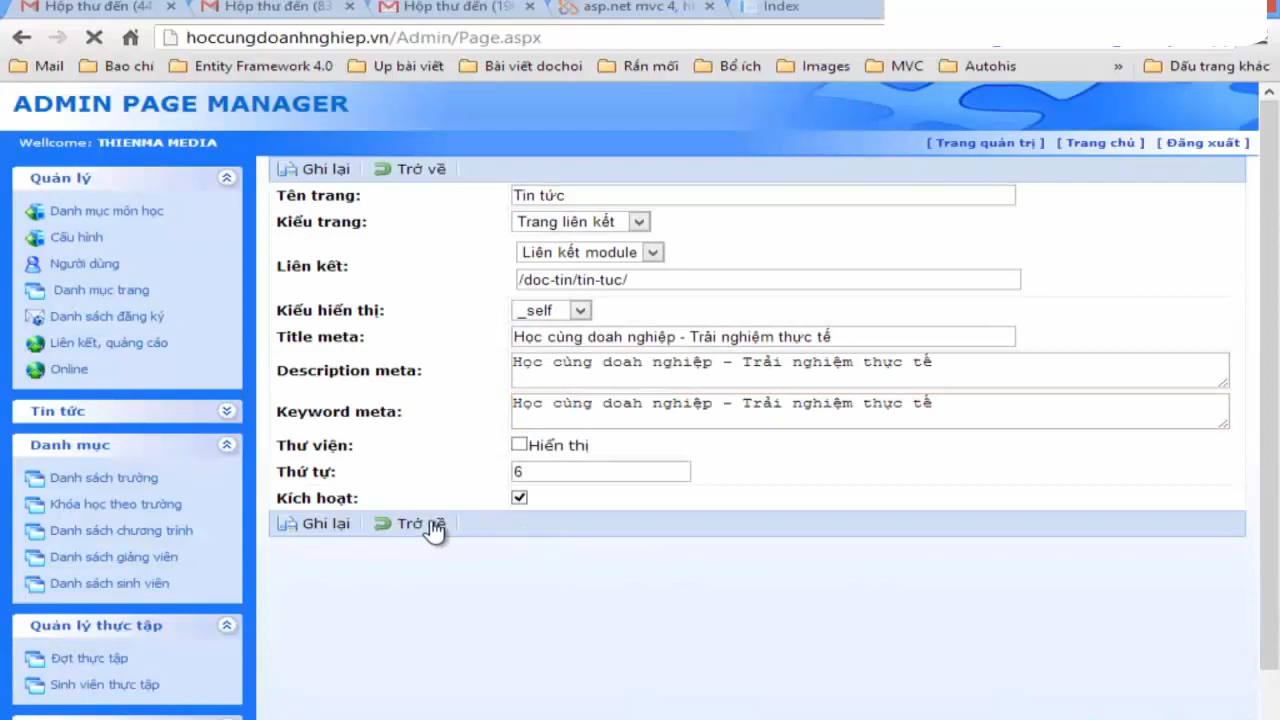 Hộp thư đến (44
Hộp thư đến (83
Hộp thư đến (19
asp.net mvc 4, h
Index
hoccungdoanhnghiep.vn/Admin/Page.aspx
Mail Bao chi Entity Framework 4.0 Up bài viết Bài viết dochoi Rắn mối Bổ ích Images MVC Autohis » Dấu trang khác
ADMIN PAGE MANAGER
Wellcome: THIENMA MEDIA
[ Trang quản trị ] [ Trang chủ ] [ Đăng xuất ]
Quản lý
Danh mục môn học
Cấu hình
Người dùng
Danh mục trang
Danh sách đăng ký
Liên kết, quảng cáo
Online
Tin tức
Danh mục
Danh sách trường
Khóa học theo trường
Danh sách chương trình
Danh sách giảng viên
Danh sách sinh viên
Quản lý thực tập
Đợt thực tập
Sinh viên thực tập
Ghi lại Trở về
Tên trang: Tin tức
Kiểu trang: Trang liên kết
Liên kết module
Liên kết:
/doc-tin/tin-tuc/
Kiểu hiển thị: _self
Title meta: Học cùng doah nghiệp - Trải nghiệm thực tế
Description meta: Học cùng doah nghiệp - Trải nghiệm thực tế
Keyword meta: Học cùng doah nghiệp - Trải nghiệm thực tế
Thư viện: Hiển thị
Thứ tự: 6
Kích hoạt:
Ghi lại Trở về